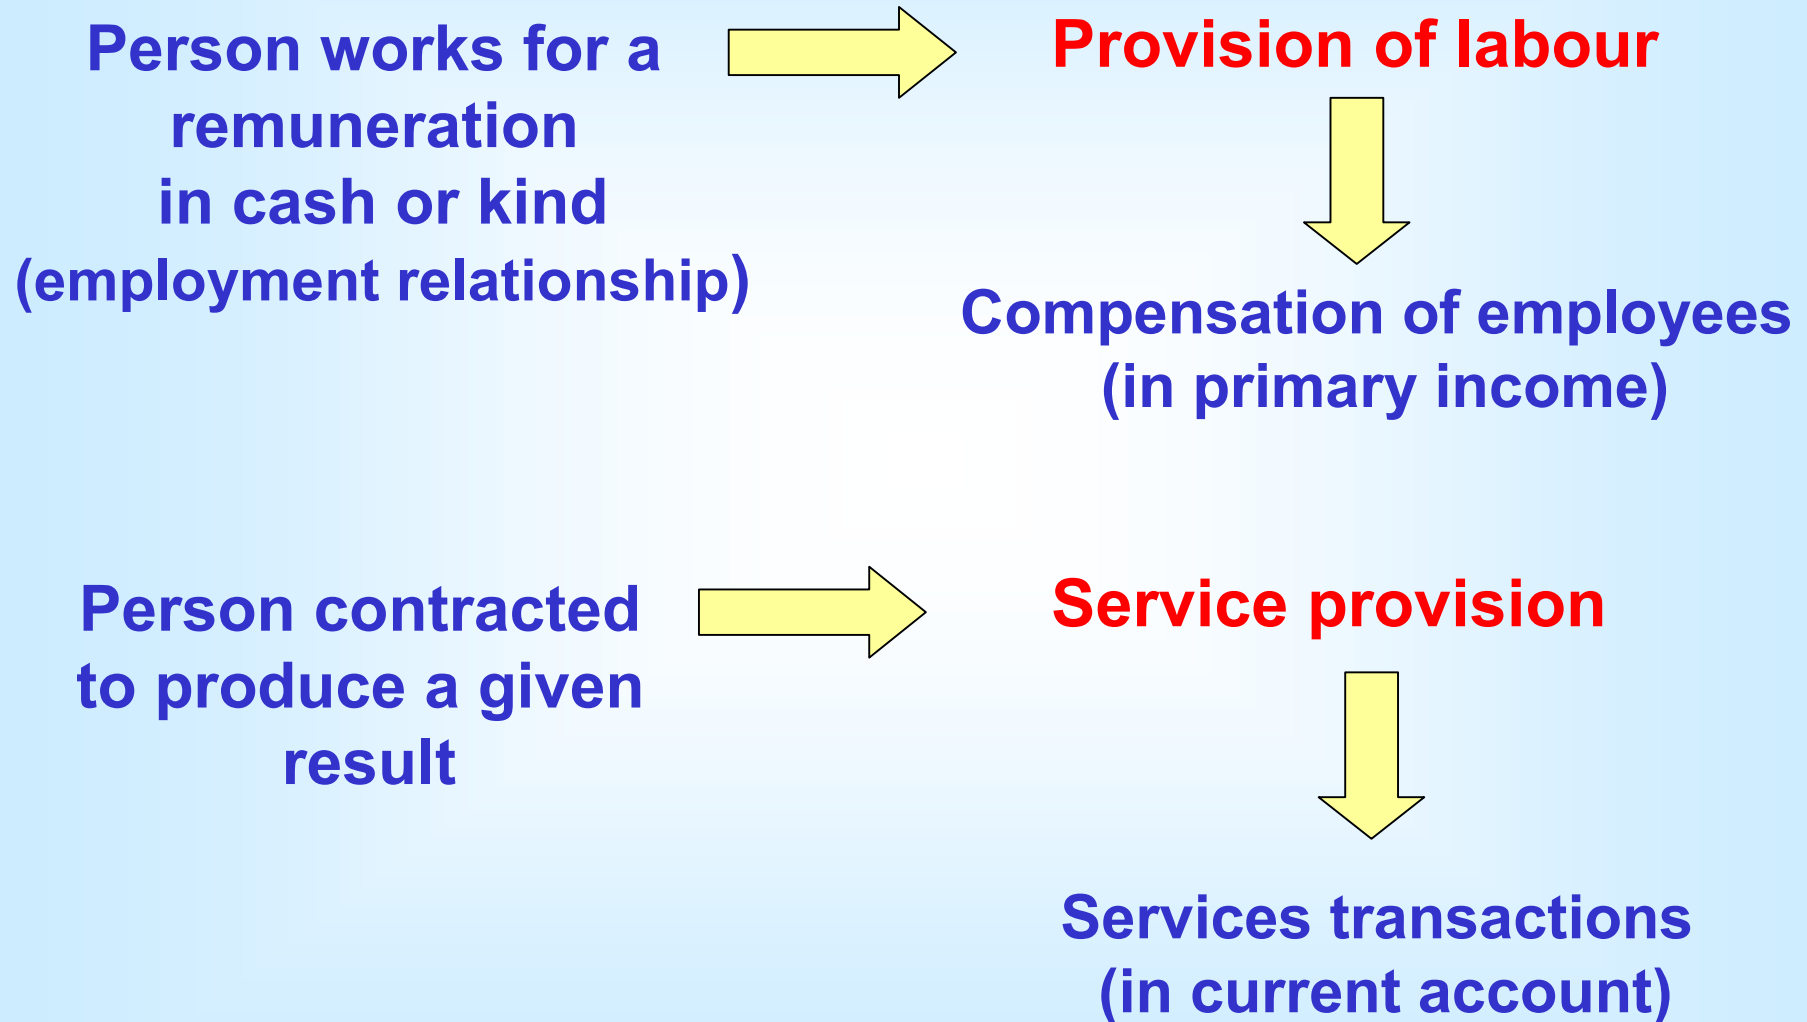 Person works for a
remuneration
in cash or kind
(employment relationship)
Provision of labour
Compensation of employees
(in primary income)
Person contracted
to produce a given
result
Service provision
Services transactions
(in current account)